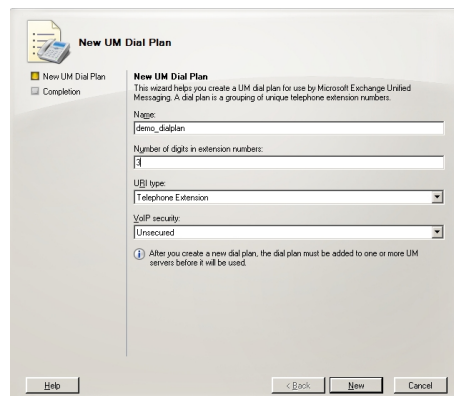 New UM Dial Plan
New UM Dial Plan
Completion
New UM Dial Plan
This wizard helps you create a UM dial plan for use by Microsoft Exchange Unified
Messaging. A dial plan is a grouping of unique telephone extension numbers.
Name:
demo_dialplan
Number of digits in extension numbers:
3
URI type:
Telephone Extension
VoIP security:
Unsecured
After you create a new dial plan, the dial plan must be added to one or more UM
servers before it will be used.
Help
< Back
New
Cancel